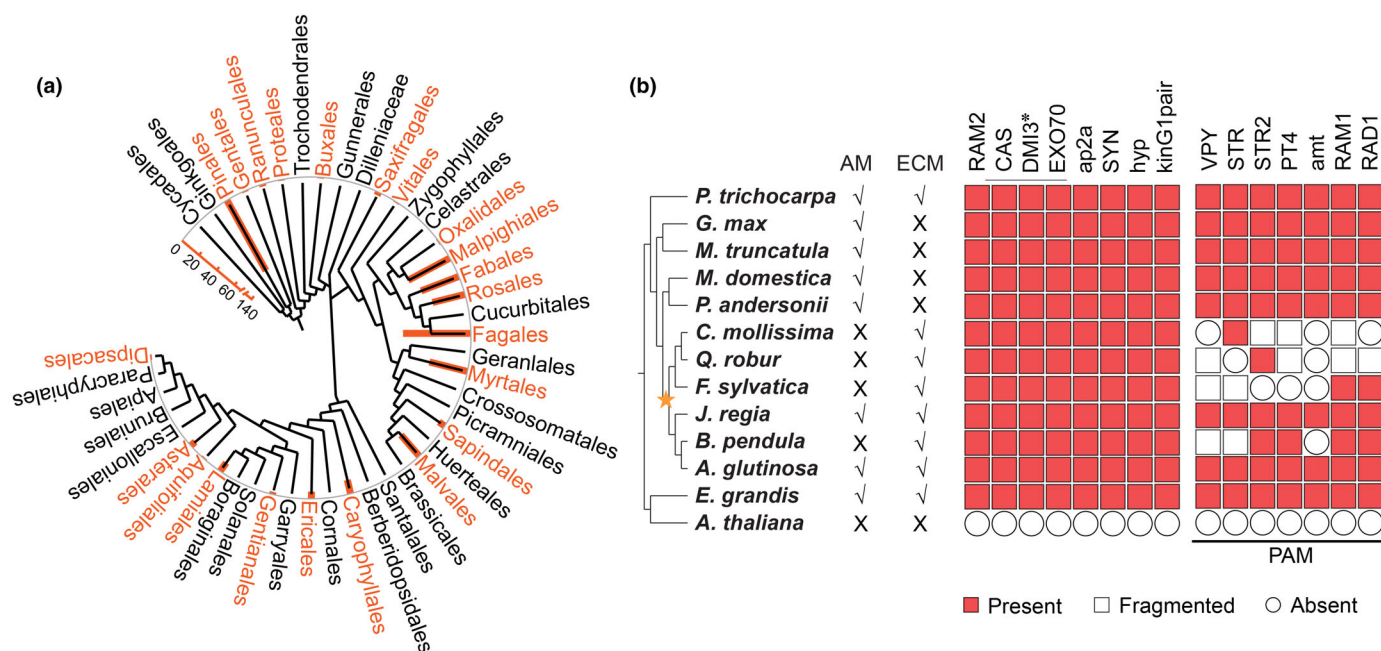 (a)
Cycadales
Ginkgoales
Pinales
Gentales
Ranunculales
Proteales
Trochodendrales
Buxales
Gunnerales
Dilleniaceae
Saxifragales
Vitales
Zygophyllales
Celastrales
Oxalidales
Malpighiales
Fabales
Rosales
Cucurbitales
Fagales
Geranlales
Myrtales
Crossosomatales
Picramniales
Sapindales
Huerteales
Malvales
Brassicales
Santalales
Berberidopsidales
Caryophyllales
Cornales
Ericales
Garryales
Gentiannales
Solanales
Boraginales
Lamiales
Aquifoliales
Asterales
Escalloniales
Bruniales
Apiales
Paracryphiales
Dipsacales
0 20 40 60 140
(b)
AM ECM RAM2 CAS DMI3* EXO70 ap2a SYN hyp kinG1pair VPY STR STR2 PT4 amt RAM1 RAD1
P. trichocarpa √ √
G. max √ X
M. truncatula √ X
M. domestica √ X
P. andersonii √ X
C. mollissima X √
Q. robur X √
F. sylvatica X √
J. regia √ √
B. pendula X √
A. glutinosa √ √
E. grandis √ √
A. thaliana X X
PAM
Present Fragmented Absent